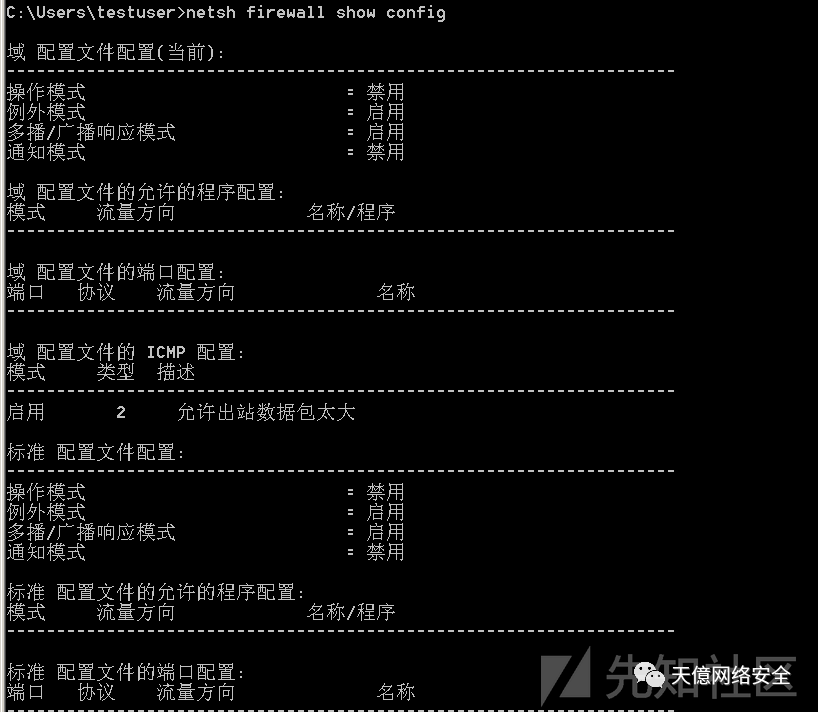 C:\Users\testuser>netsh firewall show config
域 配置文件配置(当前):
-------------------------------------------------------------------
操作模式 = 禁用
例外模式 = 启用
多播/广播响应模式 = 启用
通知模式 = 禁用
域 配置文件的允许的程序配置:
模式 流量方向 名称/程序
-------------------------------------------------------------------
域 配置文件的端口配置:
端口 协议 流量方向 名称
-------------------------------------------------------------------
域 配置文件的 ICMP 配置:
模式 类型 描述
-------------------------------------------------------------------
启用 2 允许出站数据包太大
标准 配置文件配置:
-------------------------------------------------------------------
操作模式 = 禁用
例外模式 = 启用
多播/广播响应模式 = 启用
通知模式 = 禁用
标准 配置文件的允许的程序配置:
模式 流量方向 名称/程序
-------------------------------------------------------------------
标准 配置文件的端口配置:
端口 协议 流量方向 名称
-------------------------------------------------------------------
先知社区
天億网络安全